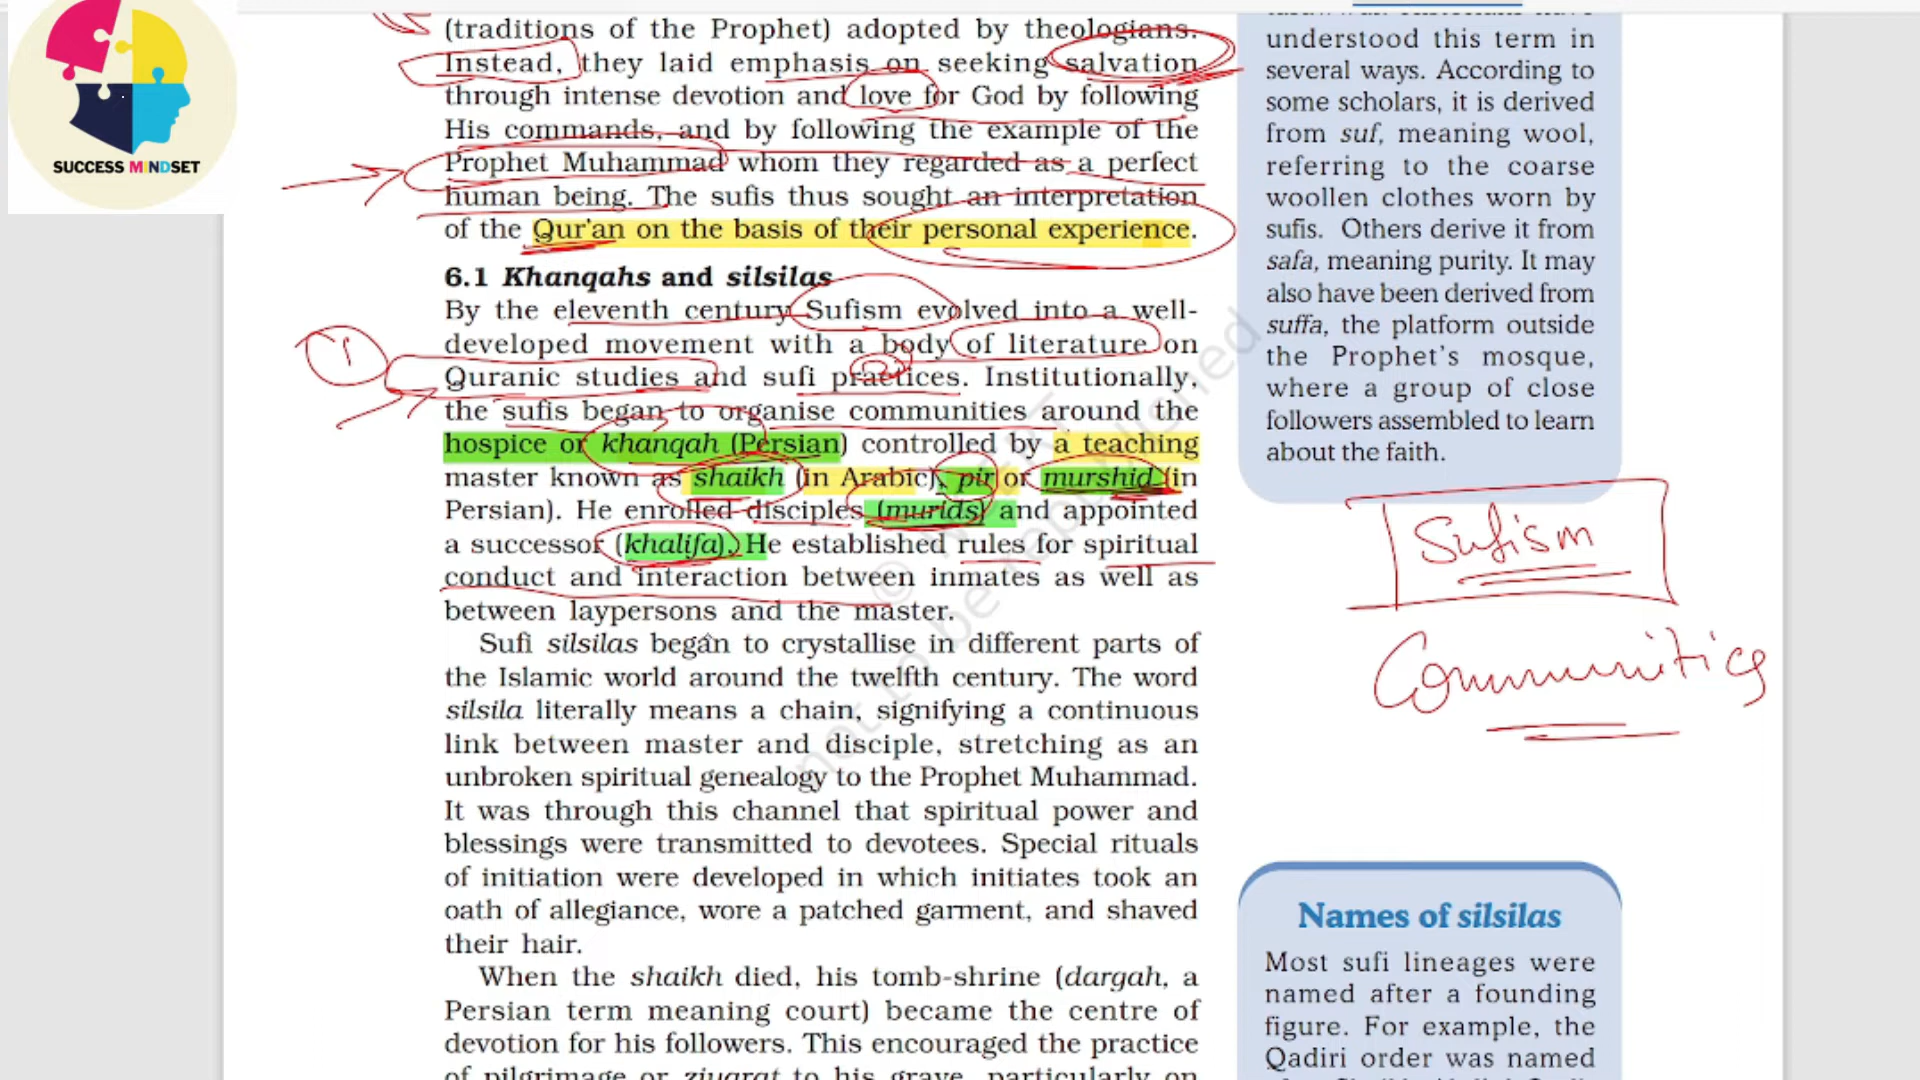 SUCCESS MINDSET
(traditions of the Prophet) adopted by theologians.
Instead, they laid emphasis on seeking salvation
through intense devotion and love for God by following
His commands, and by following the example of the
Prophet Muhammad whom they regarded as a perfect
human being. The sufis thus sought an interpretation
of the Qur'an on the basis of their personal experience.
6.1 Khanqahs and silsilas
By the eleventh century Sufism evolved into a well-
developed movement with a body of literature on
Quranic studies and sufi practices. Institutionally,
the sufis began to organise communities around the
hospice or khanqah (Persian) controlled by a teaching
master known as shaikh (in Arabic), pir or murshid (in
Persian). He enrolled disciples (murids) and appointed
a successor (khalifa). He established rules for spiritual
conduct and interaction between inmates as well as
between laypersons and the master.
Sufi silsilas began to crystallise in different parts of
the Islamic world around the twelfth century. The word
silsila literally means a chain, signifying a continuous
link between master and disciple, stretching as an
unbroken spiritual genealogy to the Prophet Muhammad.
It was through this channel that spiritual power and
blessings were transmitted to devotees. Special rituals
of initiation were developed in which initiates took an
oath of allegiance, wore a patched garment, and shaved
their hair.
When the shaikh died, his tomb-shrine (dargah, a
Persian term meaning court) became the centre of
devotion for his followers. This encouraged the practice
of pilgrimage or ziyarat to his grave, particularly on
1
2
understood this term in
several ways. According to
some scholars, it is derived
from suf, meaning wool,
referring to the coarse
woollen clothes worn by
sufis. Others derive it from
safa, meaning purity. It may
also have been derived from
suffa, the platform outside
the Prophet's mosque,
where a group of close
followers assembled to learn
about the faith.
Sufism
Communities
Names of silsilas
Most sufi lineages were
named after a founding
figure. For example, the
Qadiri order was named
© NCERT
not to be republished